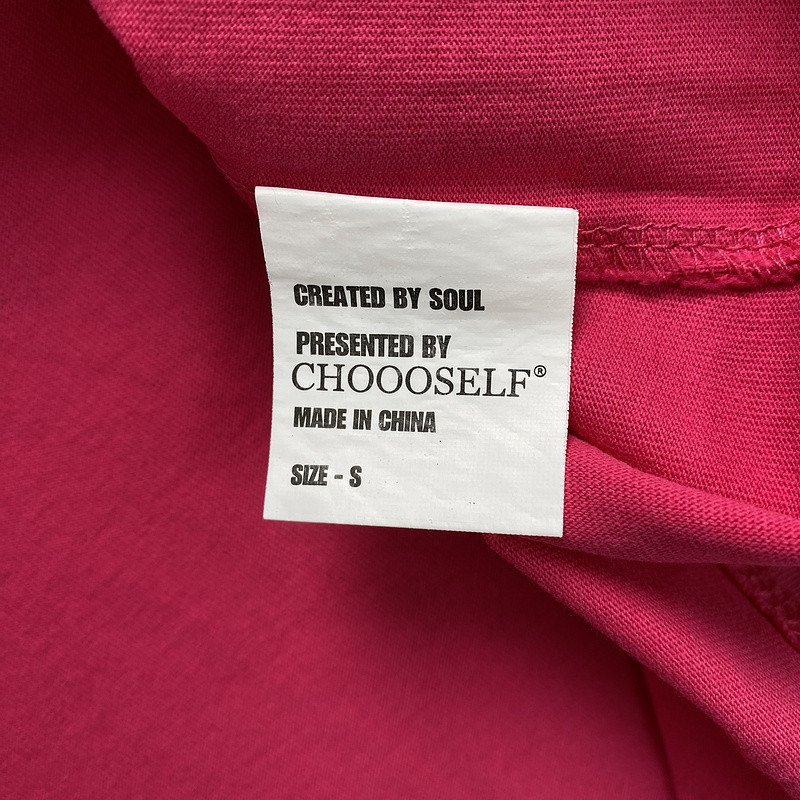 CREATED BY SOUL
PRESENTED BY
CHOOOSELF®
MADE IN CHINA
SIZE - S